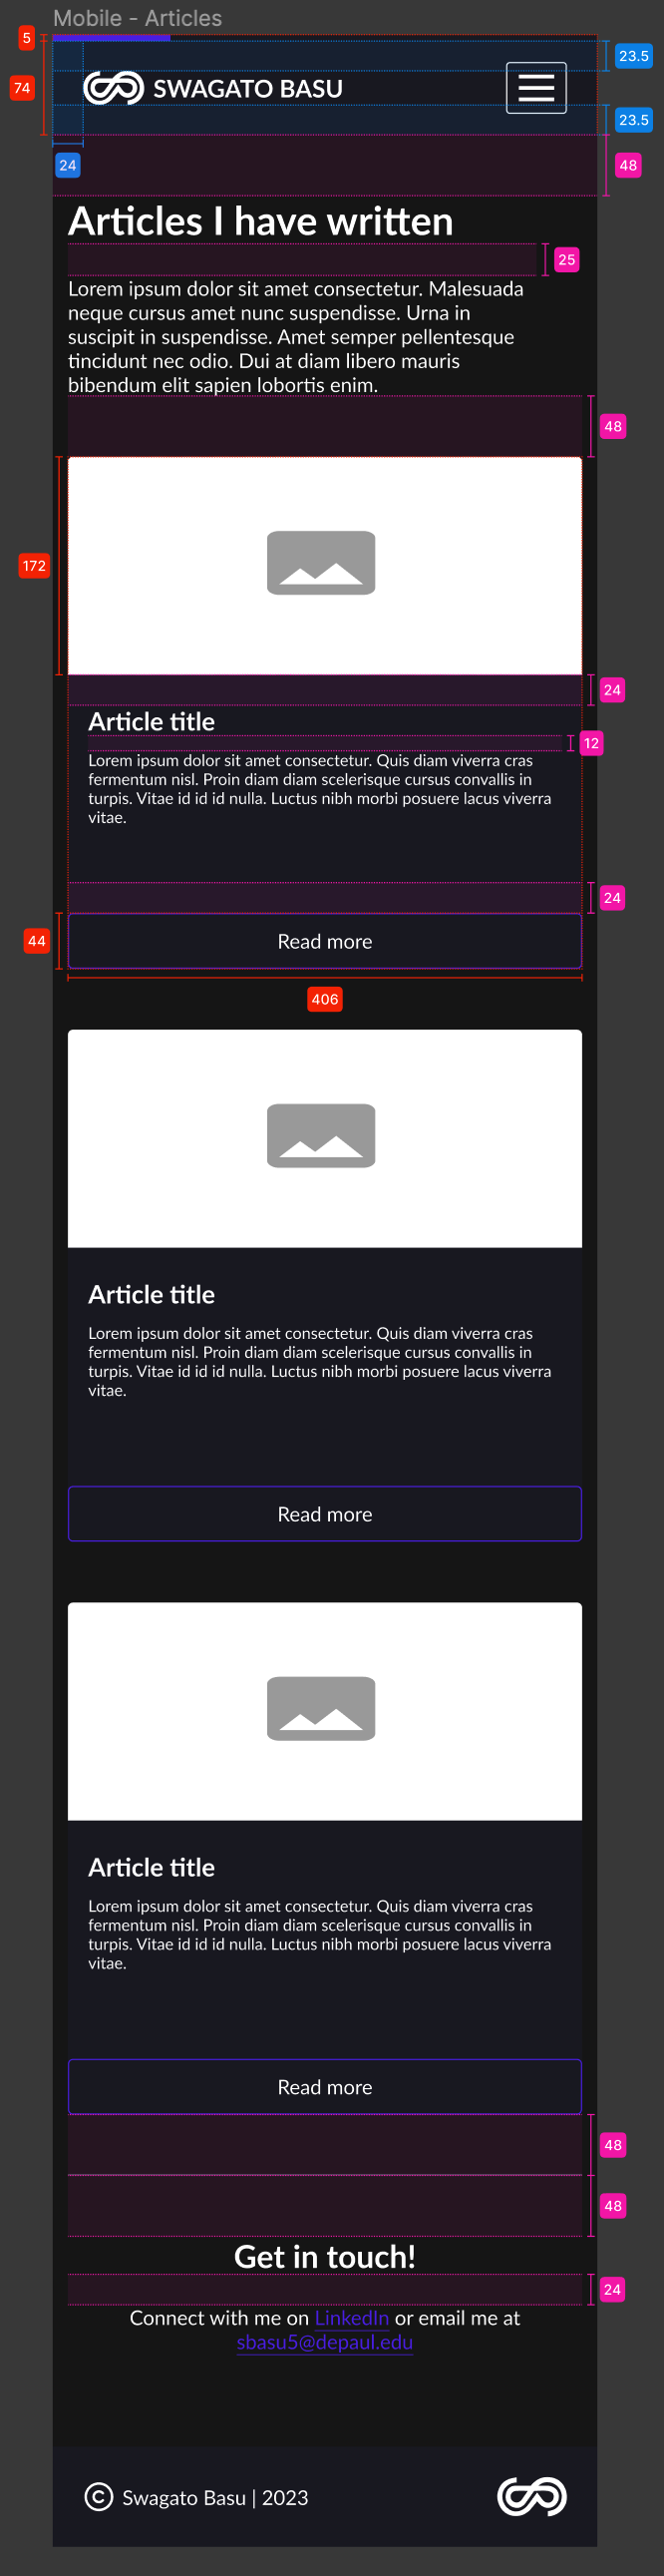 Mobile - Articles
5
23.5
74
SWAGATO BASU
23.5
24
48
Articles I have written
25
Lorem ipsum dolor sit amet consectetur. Malesuada
neque cursus amet nunc suspendisse. Urna in
suscipit in suspendisse. Amet semper pellentesque
tincidunt nec odio. Dui at diam libero mauris
bibendum elit sapien lobortis enim.
48
172
24
Article title
12
Lorem ipsum dolor sit amet consectetur. Quis diam viverra cras
fermentum nisl. Proin diam diam scelerisque cursus convallis in
turpis. Vitae id id id nulla. Luctus nibh morbi posuere lacus viverra
vitae.
24
44
Read more
406
Article title
Lorem ipsum dolor sit amet consectetur. Quis diam viverra cras
fermentum nisl. Proin diam diam scelerisque cursus convallis in
turpis. Vitae id id id nulla. Luctus nibh morbi posuere lacus viverra
vitae.
Read more
Article title
Lorem ipsum dolor sit amet consectetur. Quis diam viverra cras
fermentum nisl. Proin diam diam scelerisque cursus convallis in
turpis. Vitae id id id nulla. Luctus nibh morbi posuere lacus viverra
vitae.
Read more
48
48
Get in touch!
24
Connect with me on LinkedIn or email me at
sbasu5@depaul.edu
© Swagato Basu | 2023